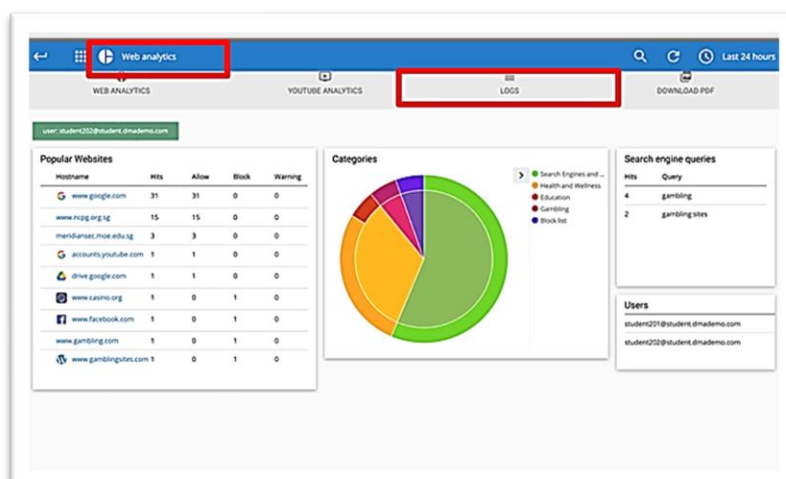 Web analytics
Last 24 hours
WEB ANALYTICS
YOUTUBE ANALYTICS
LOGS
DOWNLOAD PDF
user: student202@student.dmademo.com
Popular Websites
Hostname Hits Allow Block Warning
www.google.com 31 31 0 0
www.ncpg.org.sg 15 15 0 0
meridiansec.moe.edu.sg 3 3 0 0
accounts.youtube.com 1 1 0 0
drive.google.com 1 1 0 0
www.casino.org 1 0 1 0
www.facebook.com 1 0 1 0
www.gambling.com 1 0 1 0
www.gamblingsites.com 1 0 1 0
Categories
Search Engines and ...
Health and Wellness
Education
Gambling
Block list
Search engine queries
Hits Query
4 gambling
2 gambling sites
Users
student201@student.dmademo.com
student202@student.dmademo.com